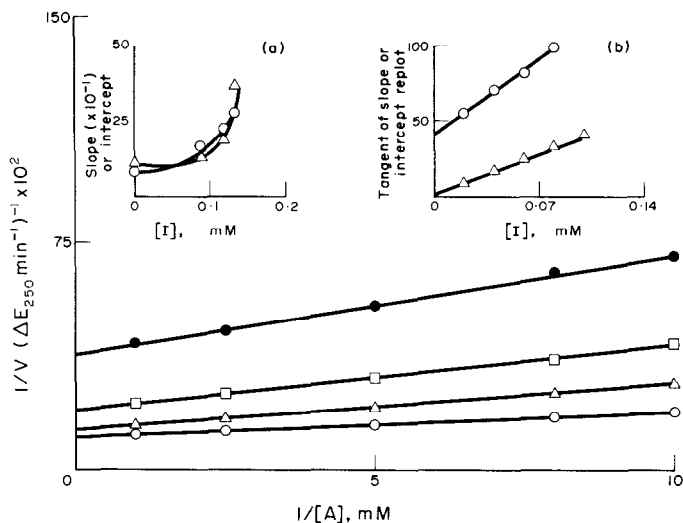 150
75
0
5
10
1/V (ΔE250 min⁻¹)⁻¹ x10²
1/[A], mM
50
(a)
25
Slope (x10⁻¹)
or intercept
0
0·1
0·2
[I], mM
100
(b)
50
Tangent of slope or
intercept replot
0
0·07
0·14
[I], mM